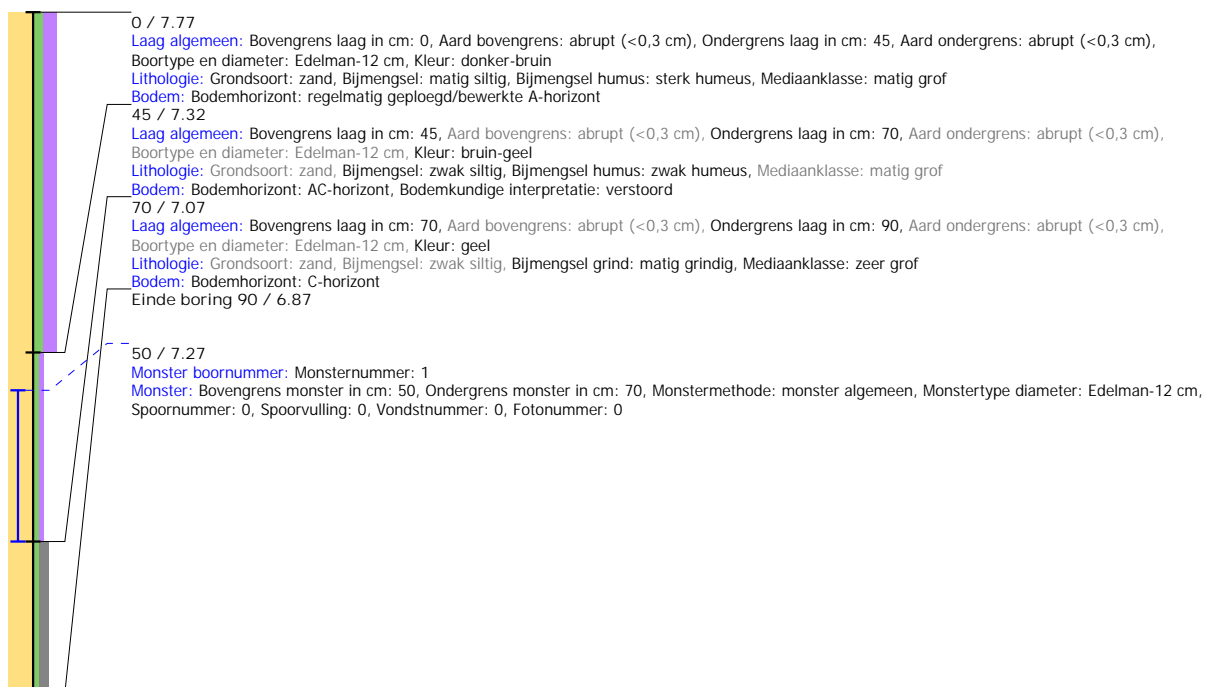 0 / 7.77
Laag algemeen: Bovengrens laag in cm: 0, Aard bovengrens: abrupt (<0,3 cm), Ondergrens laag in cm: 45, Aard ondergrens: abrupt (<0,3 cm),
Boortype en diameter: Edelman-12 cm, Kleur: donker-bruin
Lithologie: Grondsoort: zand, Bijmengsel: matig siltig, Bijmengsel humus: sterk humeus, Mediaanklasse: matig grof
Bodem: Bodemhorizont: regelmatig geploegd/bewerkte A-horizont
45 / 7.32
Laag algemeen: Bovengrens laag in cm: 45, Aard bovengrens: abrupt (<0,3 cm), Ondergrens laag in cm: 70, Aard ondergrens: abrupt (<0,3 cm),
Boortype en diameter: Edelman-12 cm, Kleur: bruin-geel
Lithologie: Grondsoort: zand, Bijmengsel: zwak siltig, Bijmengsel humus: zwak humeus, Mediaanklasse: matig grof
Bodem: Bodemhorizont: AC-horizont, Bodemkundige interpretatie: verstoord
70 / 7.07
Laag algemeen: Bovengrens laag in cm: 70, Aard bovengrens: abrupt (<0,3 cm), Ondergrens laag in cm: 90, Aard ondergrens: abrupt (<0,3 cm),
Boortype en diameter: Edelman-12 cm, Kleur: geel
Lithologie: Grondsoort: zand, Bijmengsel: zwak siltig, Bijmengsel grind: matig grindig, Mediaanklasse: zeer grof
Bodem: Bodemhorizont: C-horizont
Einde boring 90 / 6.87
50 / 7.27
Monster boornummer: Monsternummer: 1
Monster: Bovengrens monster in cm: 50, Ondergrens monster in cm: 70, Monstermethode: monster algemeen, Monstertype diameter: Edelman-12 cm,
Spoornummer: 0, Spoorvulling: 0, Vondstnummer: 0, Fotonummer: 0